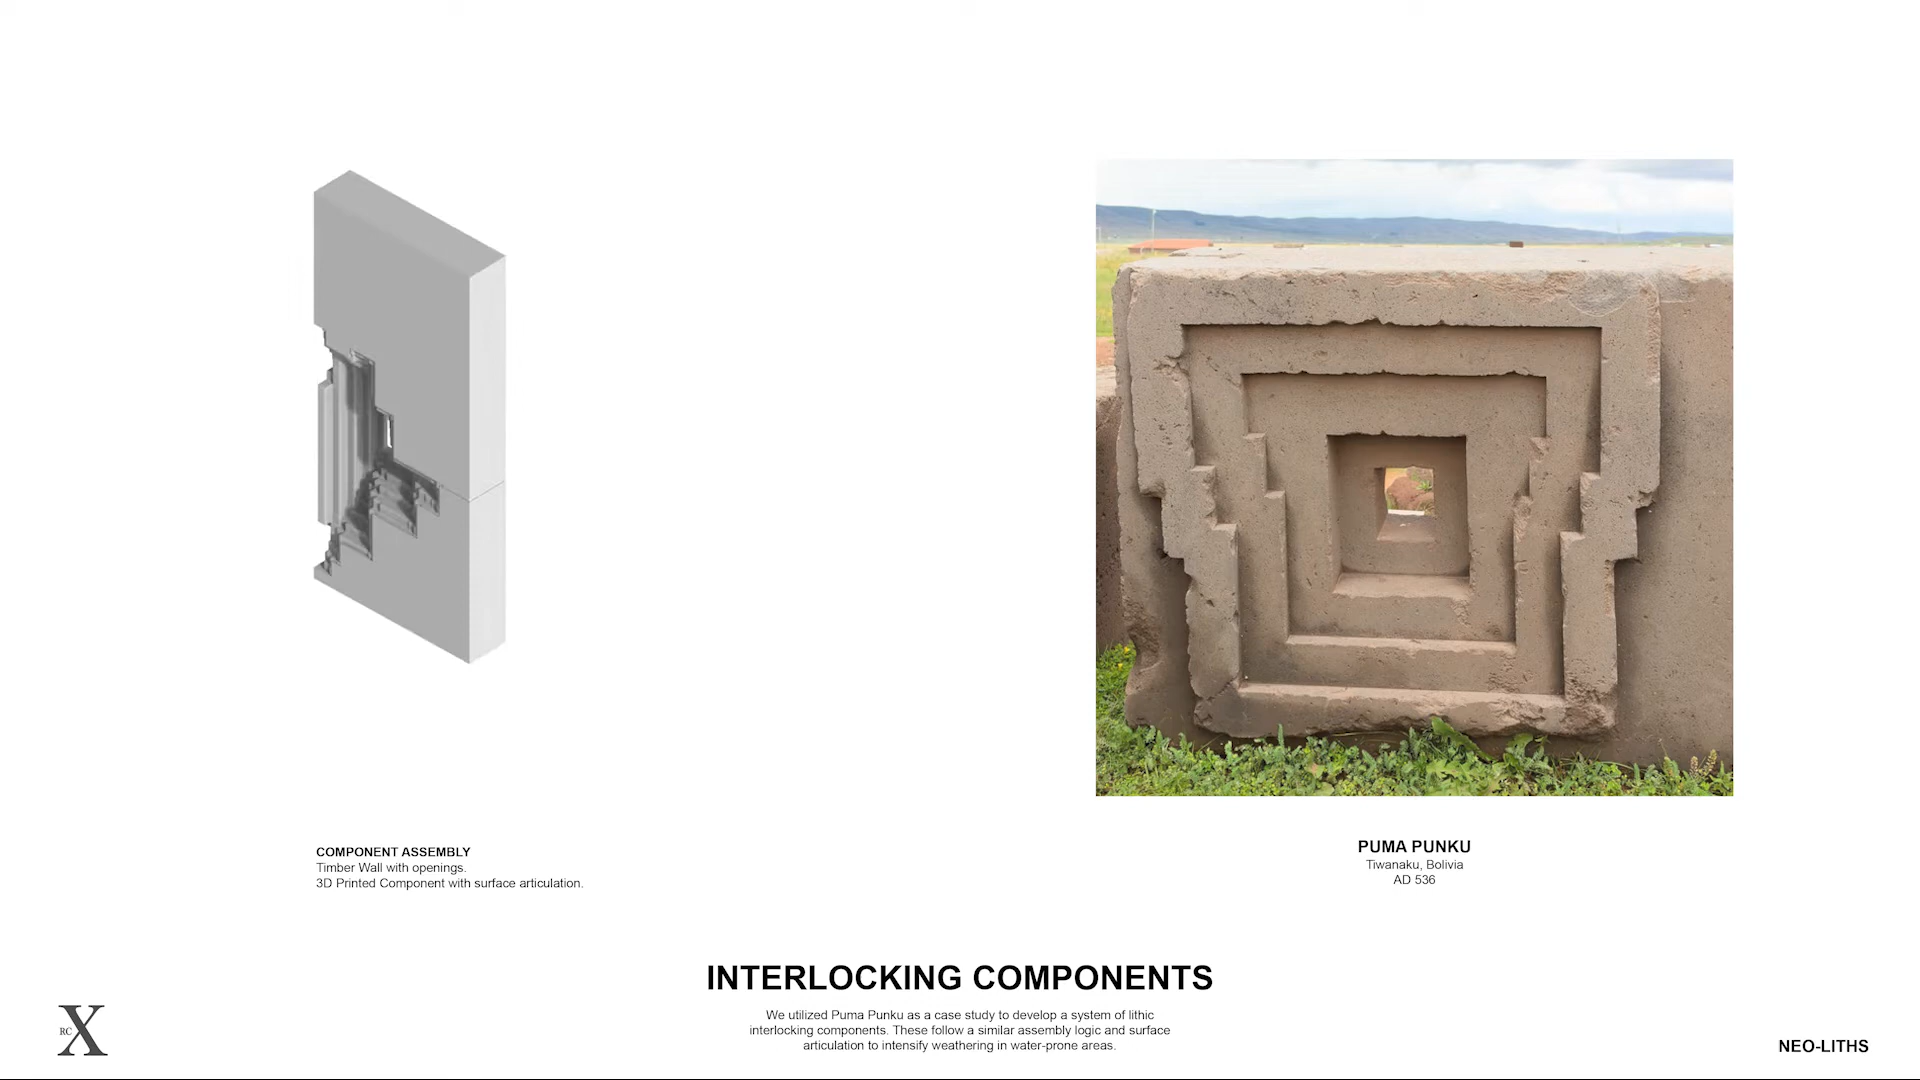 COMPONENT ASSEMBLY
Timber Wall with openings.
3D Printed Component with surface articulation.
PUMA PUNKU
Tiwanaku, Bolivia
AD 536
INTERLOCKING COMPONENTS
We utilized Puma Punku as a case study to develop a system of lithic
interlocking components. These follow a similar assembly logic and surface
articulation to intensify weathering in water-prone areas.
RC X
NEO-LITHS